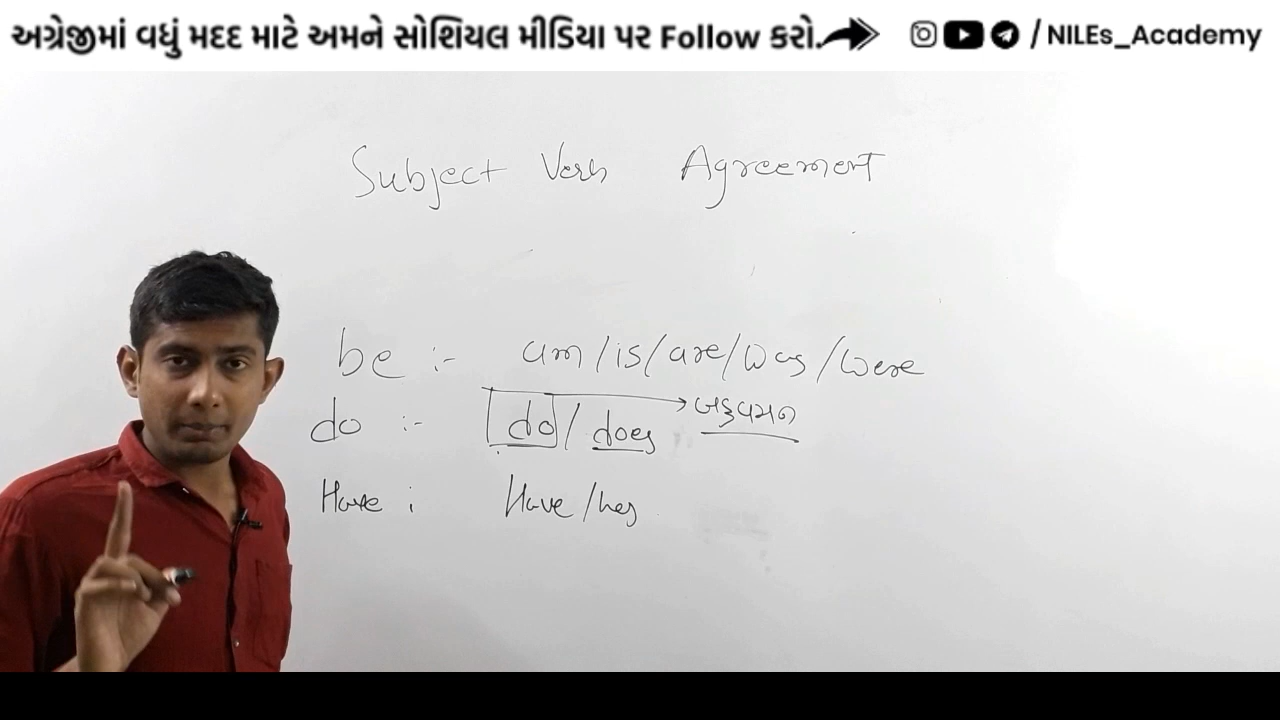 અગ્રેજીમાં વધું મદદ માટે અમને સોશિયલ મીડિયા પર Follow કરો. / NILEs_Academy
Subject Verb Agreement
be :- am/is/are/was/were
do :- do/does → બહુવચન
Have : Have/has